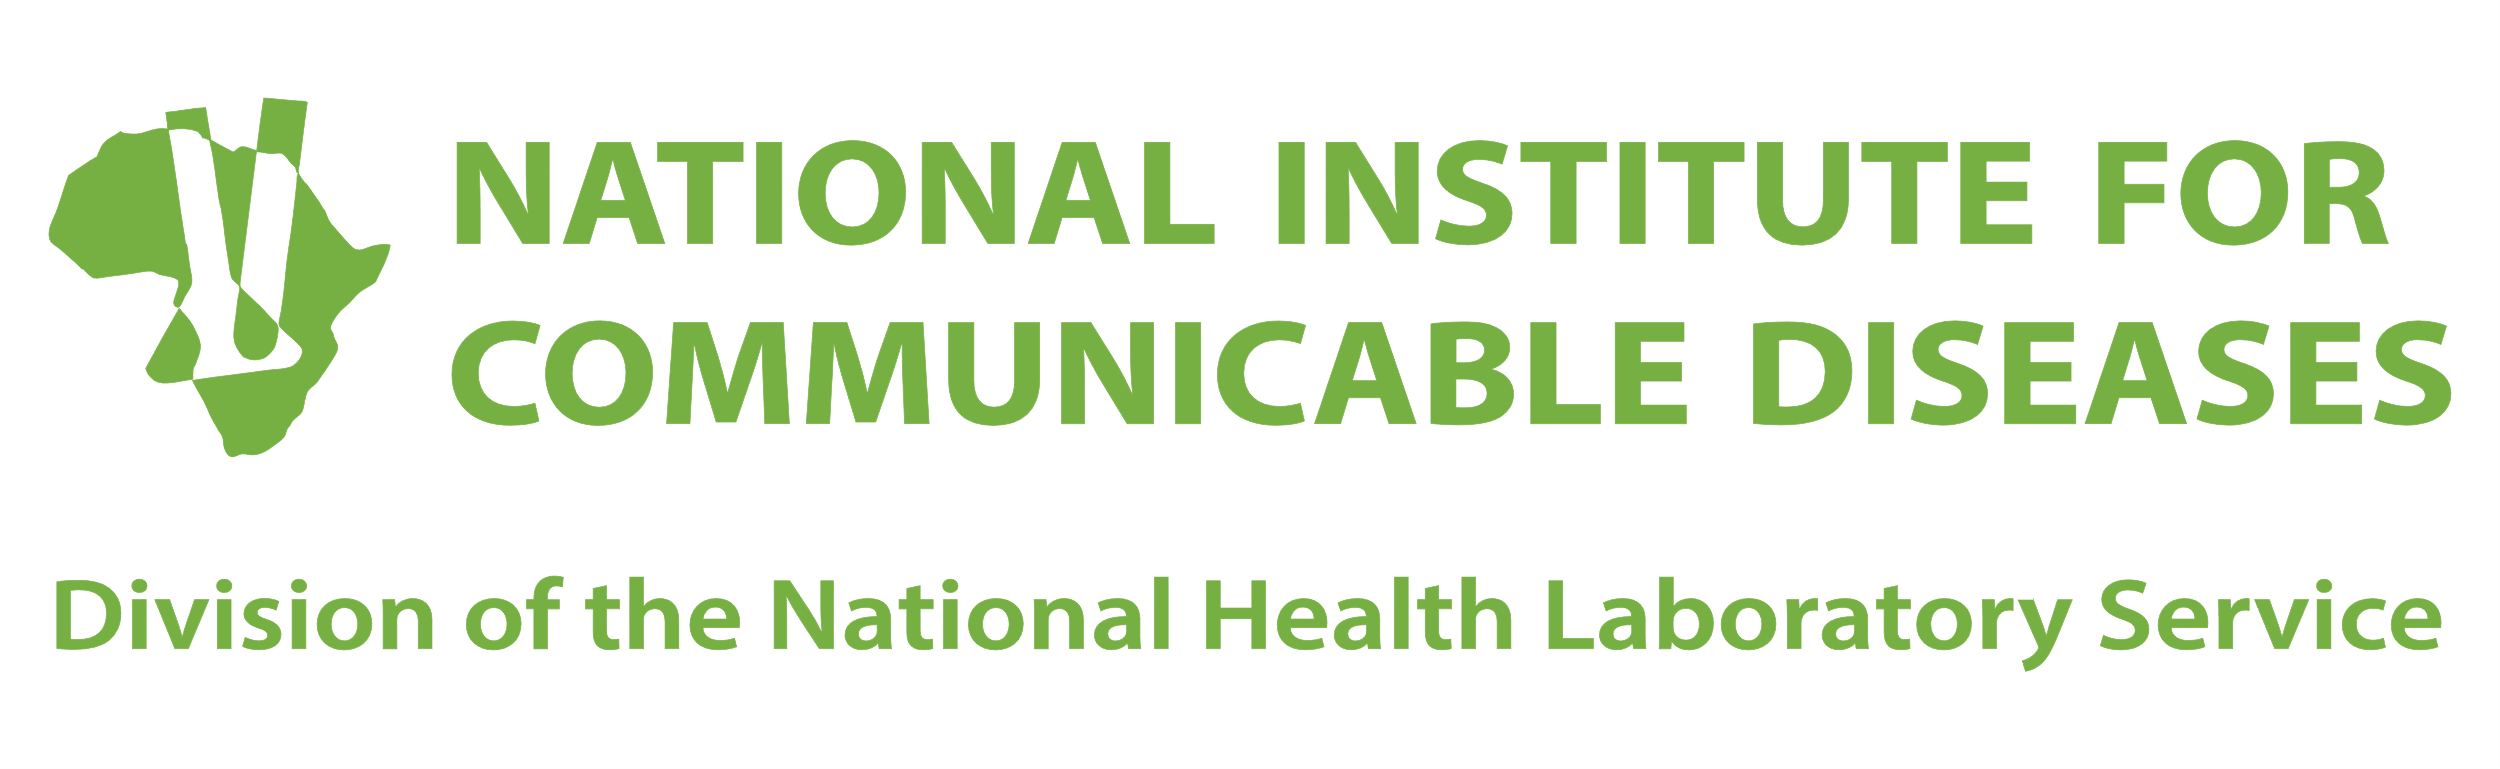 NATIONAL INSTITUTE FOR
COMMUNICABLE DISEASES
Division of the National Health Laboratory Service